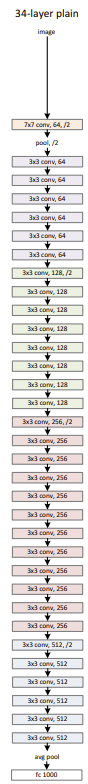 34-layer plain
image
7x7 conv, 64, /2
pool, /2
3x3 conv, 64
3x3 conv, 64
3x3 conv, 64
3x3 conv, 64
3x3 conv, 64
3x3 conv, 64
3x3 conv, 128, /2
3x3 conv, 128
3x3 conv, 128
3x3 conv, 128
3x3 conv, 128
3x3 conv, 128
3x3 conv, 128
3x3 conv, 128
3x3 conv, 256, /2
3x3 conv, 256
3x3 conv, 256
3x3 conv, 256
3x3 conv, 256
3x3 conv, 256
3x3 conv, 256
3x3 conv, 256
3x3 conv, 256
3x3 conv, 256
3x3 conv, 256
3x3 conv, 256
3x3 conv, 512, /2
3x3 conv, 512
3x3 conv, 512
3x3 conv, 512
3x3 conv, 512
3x3 conv, 512
avg pool
fc 1000